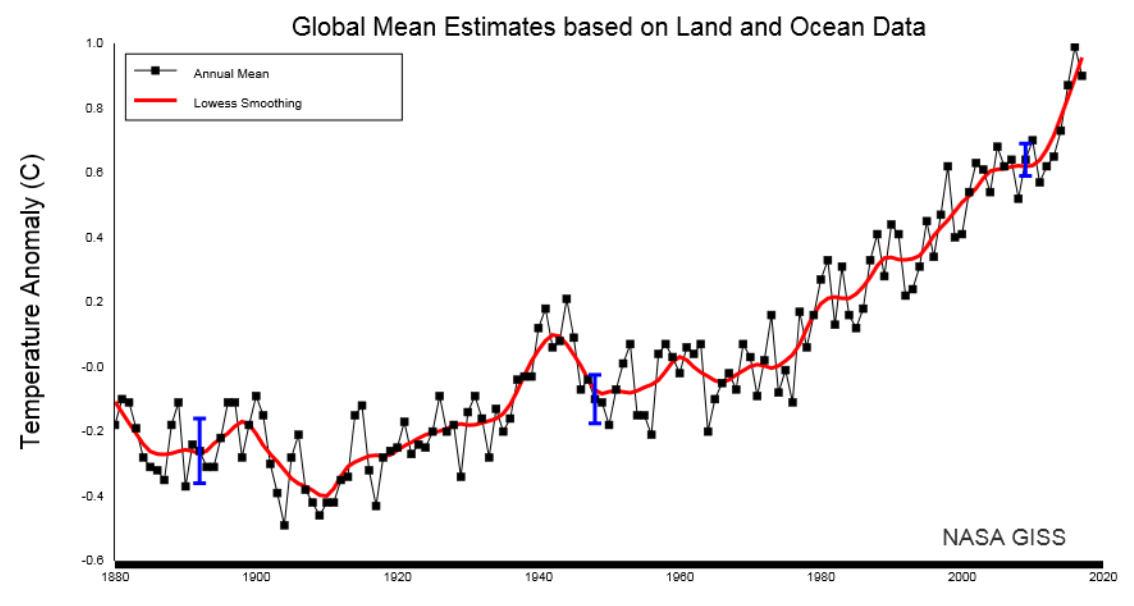 Global Mean Estimates based on Land and Ocean Data
Temperature Anomaly (C)
1.0
Annual Mean
Lowess Smoothing
0.8
0.6
0.4
0.2
-0.0
-0.2
-0.4
NASA GISS
-0.6
1880 1900 1920 1940 1960 1980 2000 2020